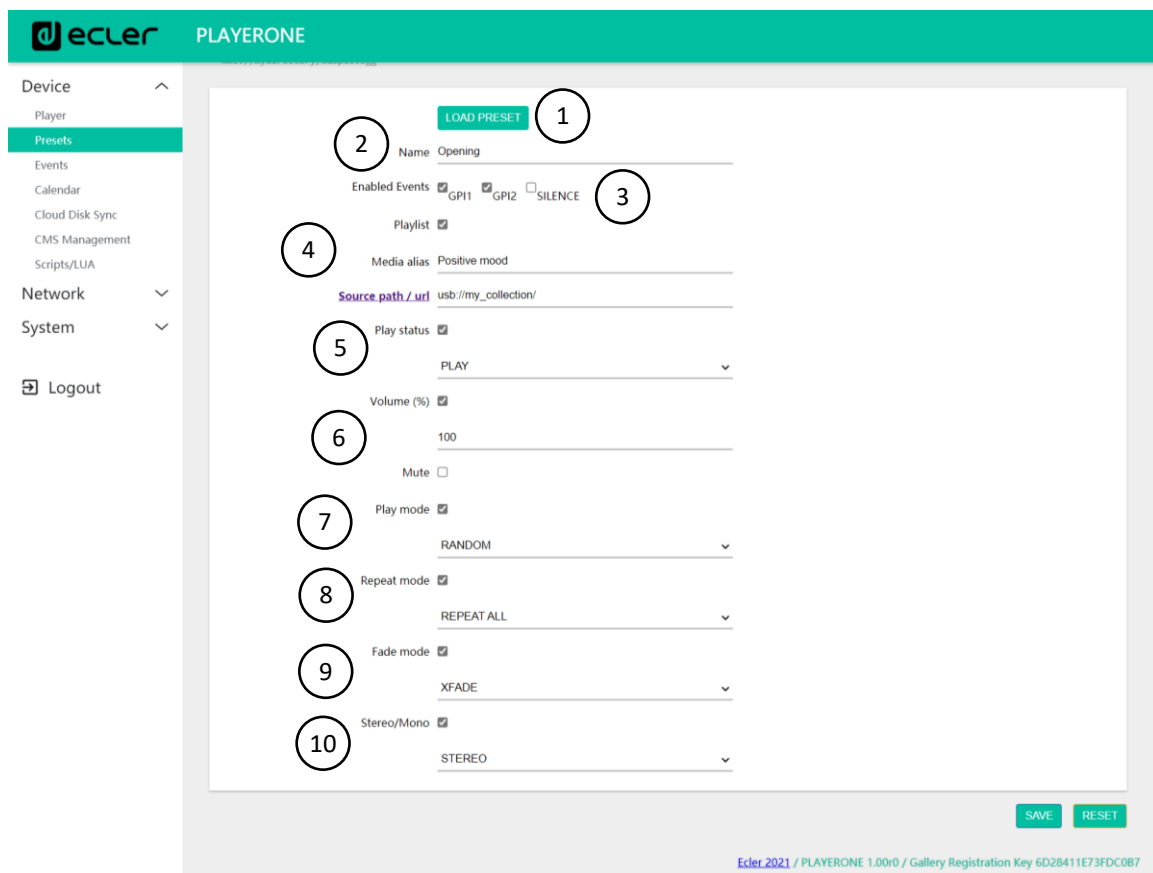 ecler PLAYERONE
Device
Player
Presets
Events
Calendar
Cloud Disk Sync
CMS Management
Scripts/LUA
Network
System
Logout
LOAD PRESET 1
2 Name Opening
Enabled Events GPI1 GPI2 SILENCE 3
Playlist
4 Media alias Positive mood
Source path / url usb://my_collection/
5 Play status
PLAY
Volume (%)
6 100
Mute
7 Play mode
RANDOM
8 Repeat mode
REPEAT ALL
9 Fade mode
XFADE
10 Stereo/Mono
STEREO
SAVE RESET
Ecler 2021 / PLAYERONE 1.00r0 / Gallery Registration Key 6D28411E73FDC0B7